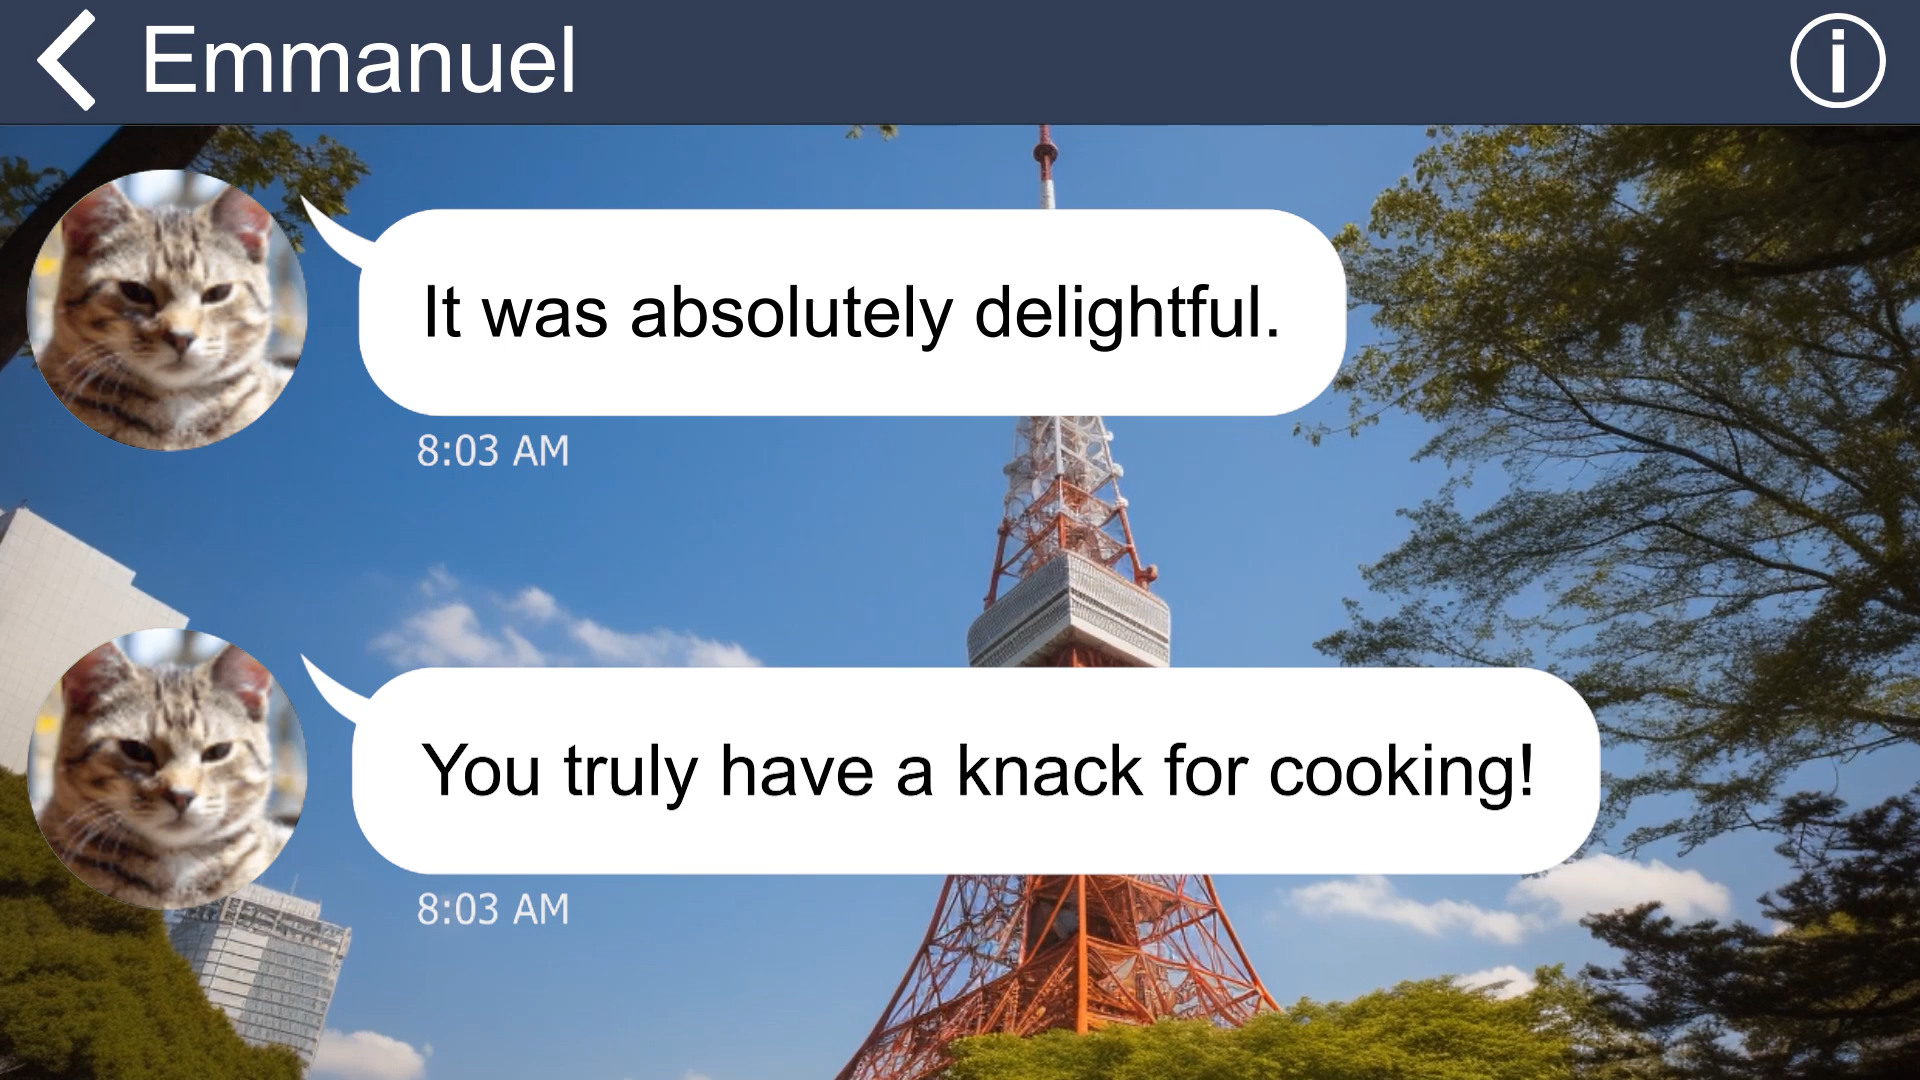 Emmanuel
It was absolutely delightful.
8:03 AM
You truly have a knack for cooking!
8:03 AM